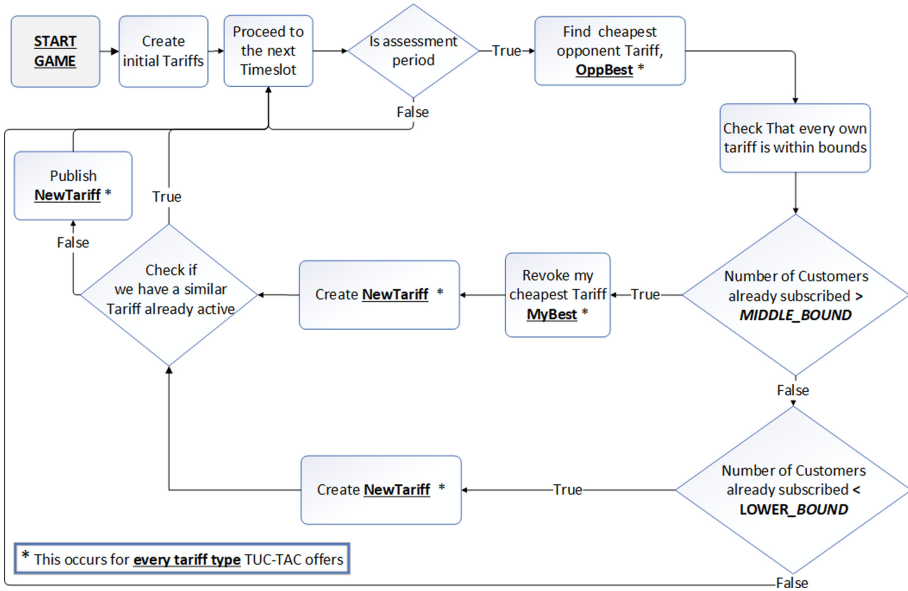 START
GAME
Create
initial Tariffs
Proceed to
the next
Timeslot
Is assessment
period
True
Find cheapest
opponent Tariff,
OppBest *
False
Check That every own
tariff is within bounds
Publish
NewTariff *
True
False
Check if
we have a similar
Tariff already active
Create NewTariff *
Revoke my
cheapest Tariff
MyBest *
True
Number of Customers
already subscribed >
MIDDLE_BOUND
False
Create NewTariff *
True
Number of Customers
already subscribed <
LOWER_BOUND
* This occurs for every tariff type TUC-TAC offers
False